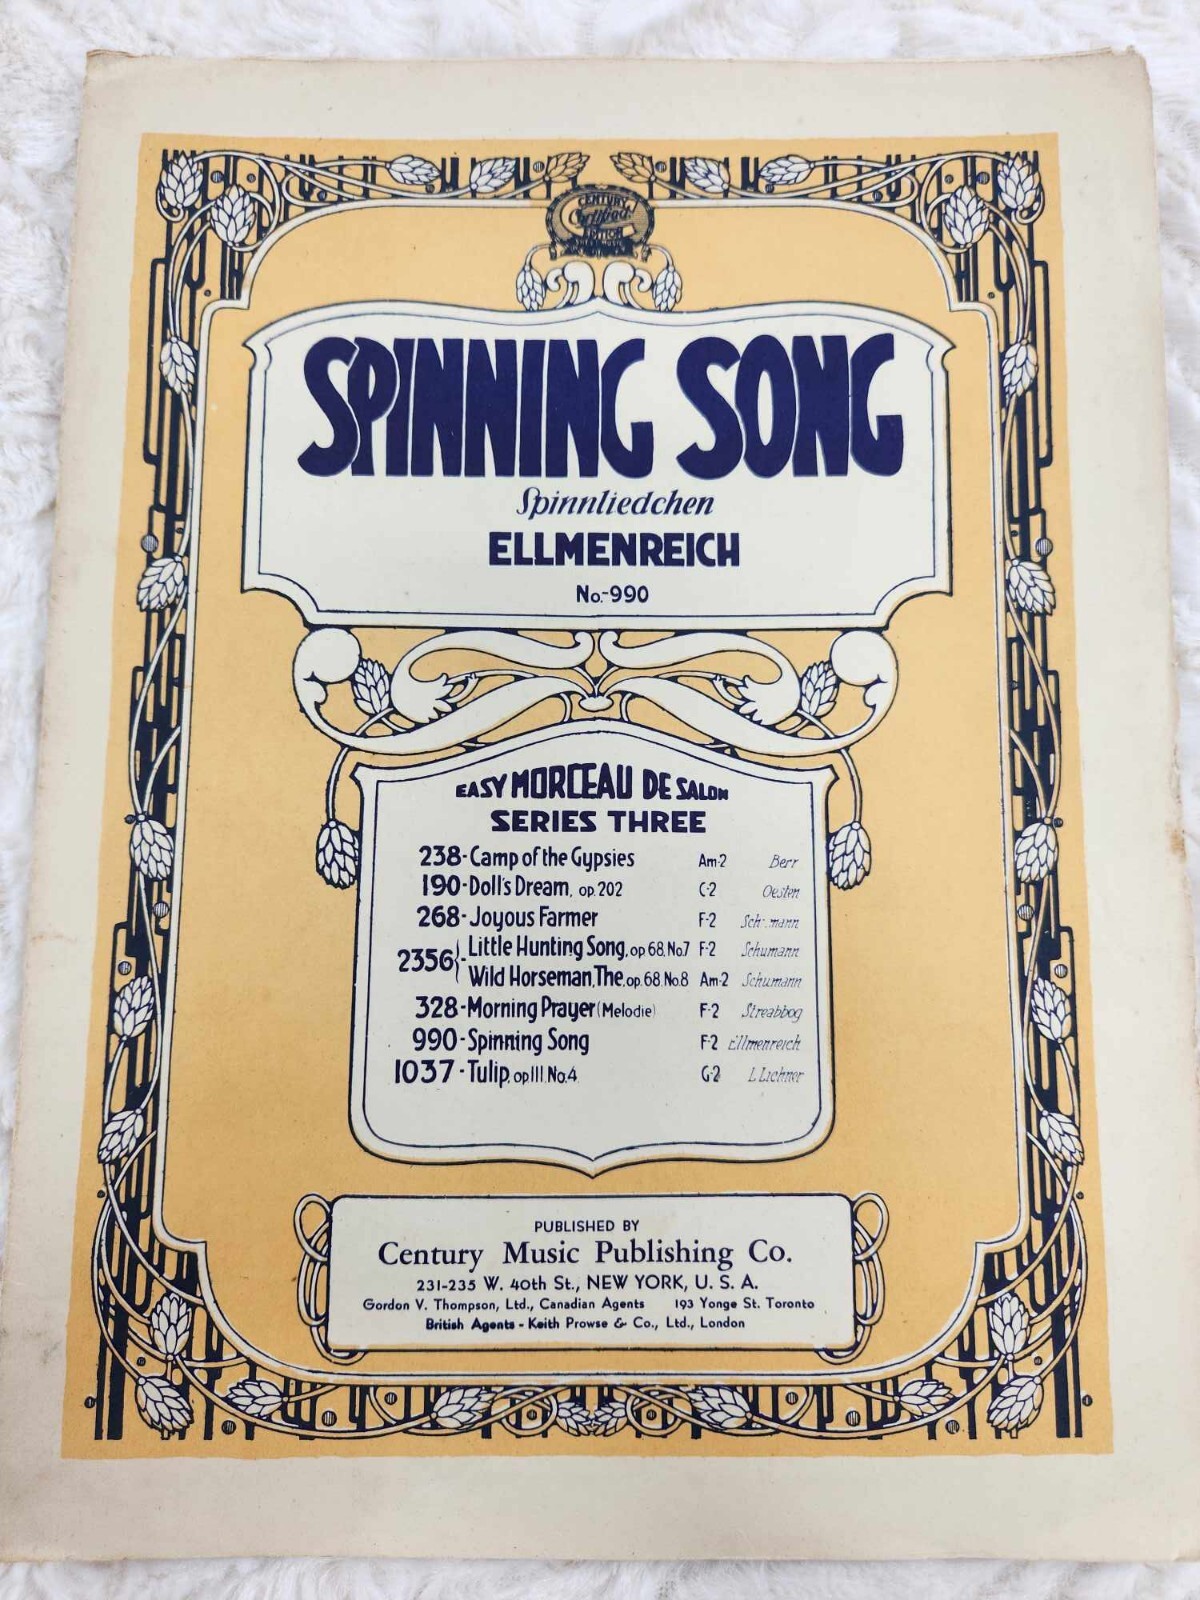 CENTURY
Certified
EDITION
SPINNING SONG
Spinnliedchen
ELLMENREICH
No.-990
EASY MORCEAU DE SALON
SERIES THREE
238-Camp of the Gypsies Am-2 Berr
190-Doll's Dream, op. 202 C-2 Oesten
268-Joyous Farmer F-2
2356{-Little Hunting Song, op 68, No.7 F-2 Schumann
Wild Horseman, The, op. 68. No.8 Am-2 Schumann
328-Morning Prayer (Melodie) F-2 Streabbog
990-Spinning Song F-2 Ellmenreich
1037-Tulip, op 111. No. 4 G-2 L Lichner
PUBLISHED BY
Century Music Publishing Co.
231-235 W. 40th St., NEW YORK, U. S. A.
Gordon V. Thompson, Ltd., Canadian Agents 193 Yonge St. Toronto
British Agents - Keith Prowse & Co., Ltd., London